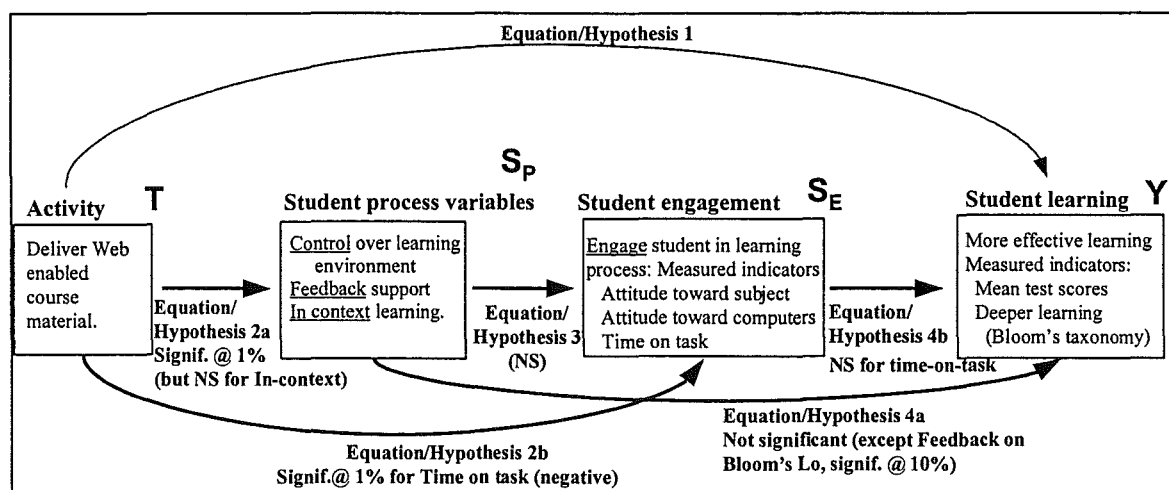 Equation/Hypothesis 1
Activity
T
Deliver Web
enabled
course
material.
Equation/
Hypothesis 2a
Signif. @ 1%
(but NS for In-context)
S_P
Student process variables
Control over learning
environment
Feedback support
In context learning.
Equation/
Hypothesis 3
(NS)
Student engagement
S_E
Engage student in learning
process: Measured indicators
Attitude toward subject
Attitude toward computers
Time on task
Equation/
Hypothesis 4b
NS for time-on-task
Y
Student learning
More effective learning
Measured indicators:
Mean test scores
Deeper learning
(Bloom's taxonomy)
Equation/Hypothesis 2b
Signif.@ 1% for Time on task (negative)
Equation/Hypothesis 4a
Not significant (except Feedback on
Bloom's Lo, signif. @ 10%)